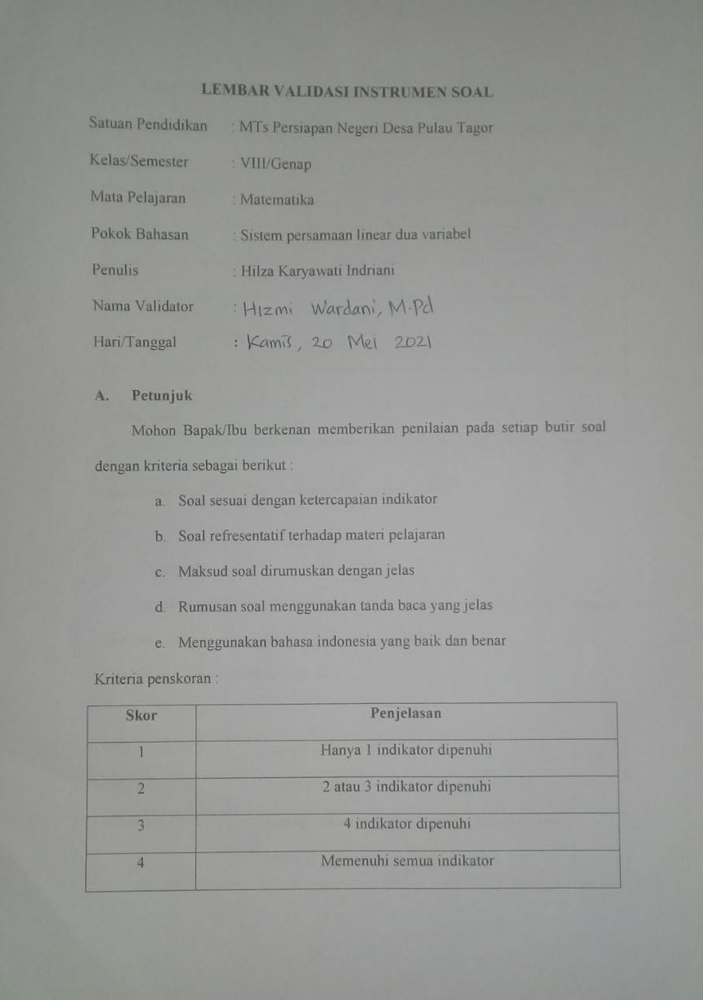 LEMBAR VALIDASI INSTRUMEN SOAL
Satuan Pendidikan : MTs Persiapan Negeri Desa Pulau Tagor
Kelas/Semester : VIII/Genap
Mata Pelajaran : Matematika
Pokok Bahasan : Sistem persamaan linear dua variabel
Penulis : Hilza Karyawati Indriani
Nama Validator : Hizmi Wardani, M.Pd
Hari/Tanggal : Kamis, 20 Mei 2021
A. Petunjuk
Mohon Bapak/Ibu berkenan memberikan penilaian pada setiap butir soal
dengan kriteria sebagai berikut :
a. Soal sesuai dengan ketercapaian indikator
b. Soal refresentatif terhadap materi pelajaran
c. Maksud soal dirumuskan dengan jelas
d. Rumusan soal menggunakan tanda baca yang jelas
e. Menggunakan bahasa indonesia yang baik dan benar
Kriteria penskoran :
Skor Penjelasan
1 Hanya 1 indikator dipenuhi
2 2 atau 3 indikator dipenuhi
3 4 indikator dipenuhi
4 Memenuhi semua indikator